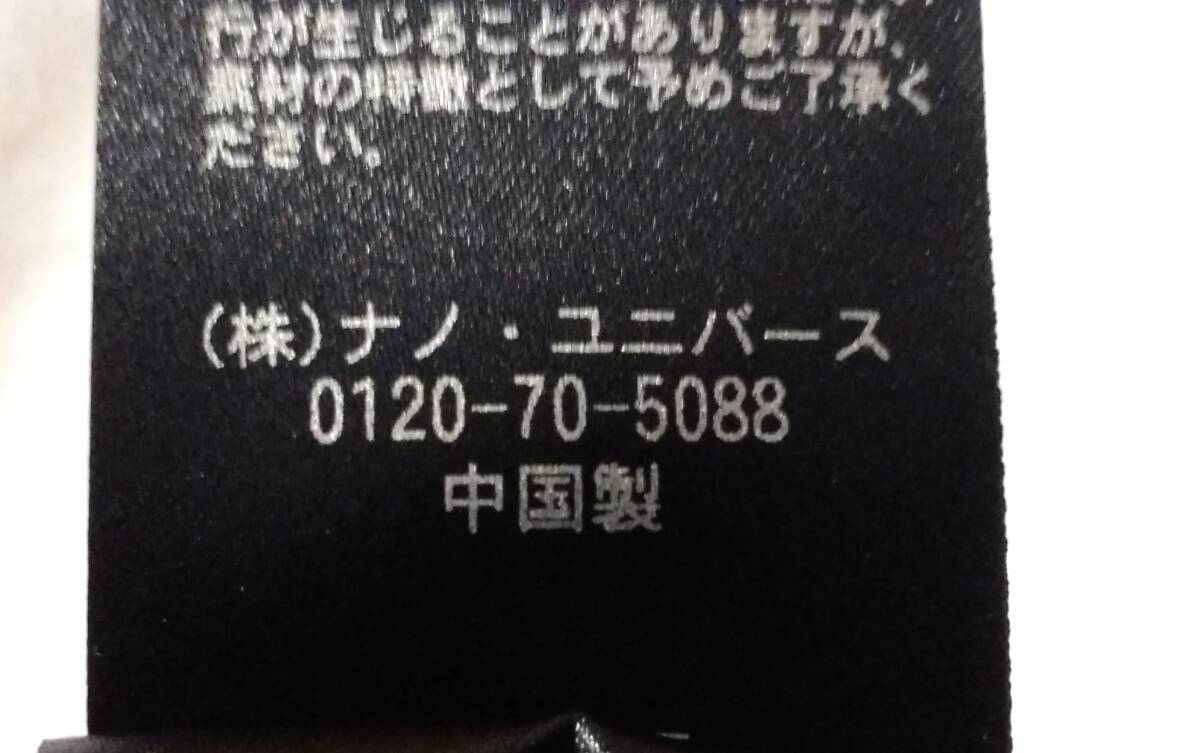 行が生じることがありますが、
素材の特徴として予めご了承く
ださい。
(株)ナノ・ユニバース
0120-70-5088
中国製